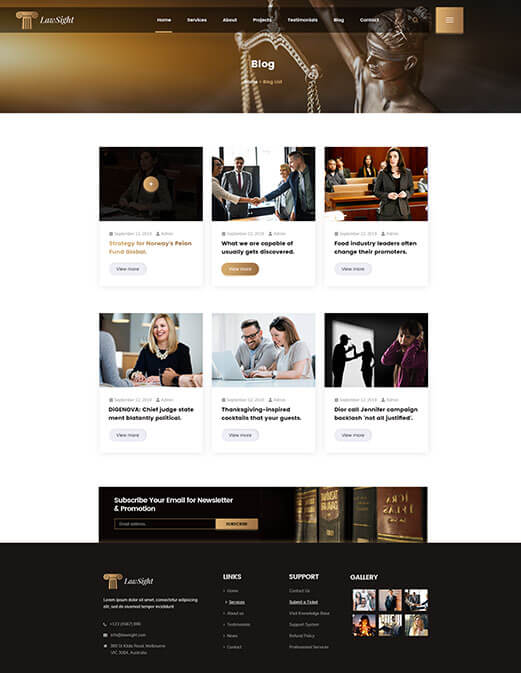 LawSight
Home Services About Projects Testimonials Blog Contact
Blog
Home > Blog List
September 12, 2019 Admin
Strategy for Norway's Peion
Fund Global.
View more
September 12, 2019 Admin
What we are capable of
usually gets discovered.
View more
September 12, 2019 Admin
Food industry leaders often
change their promoters.
View more
September 12, 2019 Admin
DiGENOVA: Chief judge state
ment blatantly political.
View more
September 12, 2019 Admin
Thanksgiving-inspired
cocktails that your guests.
View more
September 12, 2019 Admin
Dior call Jennifer campaign
backlash 'not all justified'.
View more
Subscribe Your Email for Newsletter
& Promotion
Email address
SUBSCRIBE
LawSight
Lorem ipsum dolor sit amet, consectetur adipiscing
elit, sed do eiusmod tempor incididunt
+123 (0567) 890
info@lawsight.com
380 St Kilda Road, Melbourne
VIC 3004, Australia
LINKS
Home
Services
About us
Testimonials
News
Contact
SUPPORT
Contact Us
Submit a Ticket
Visit Knowledge Base
Support System
Refund Policy
Professional Services
GALLERY